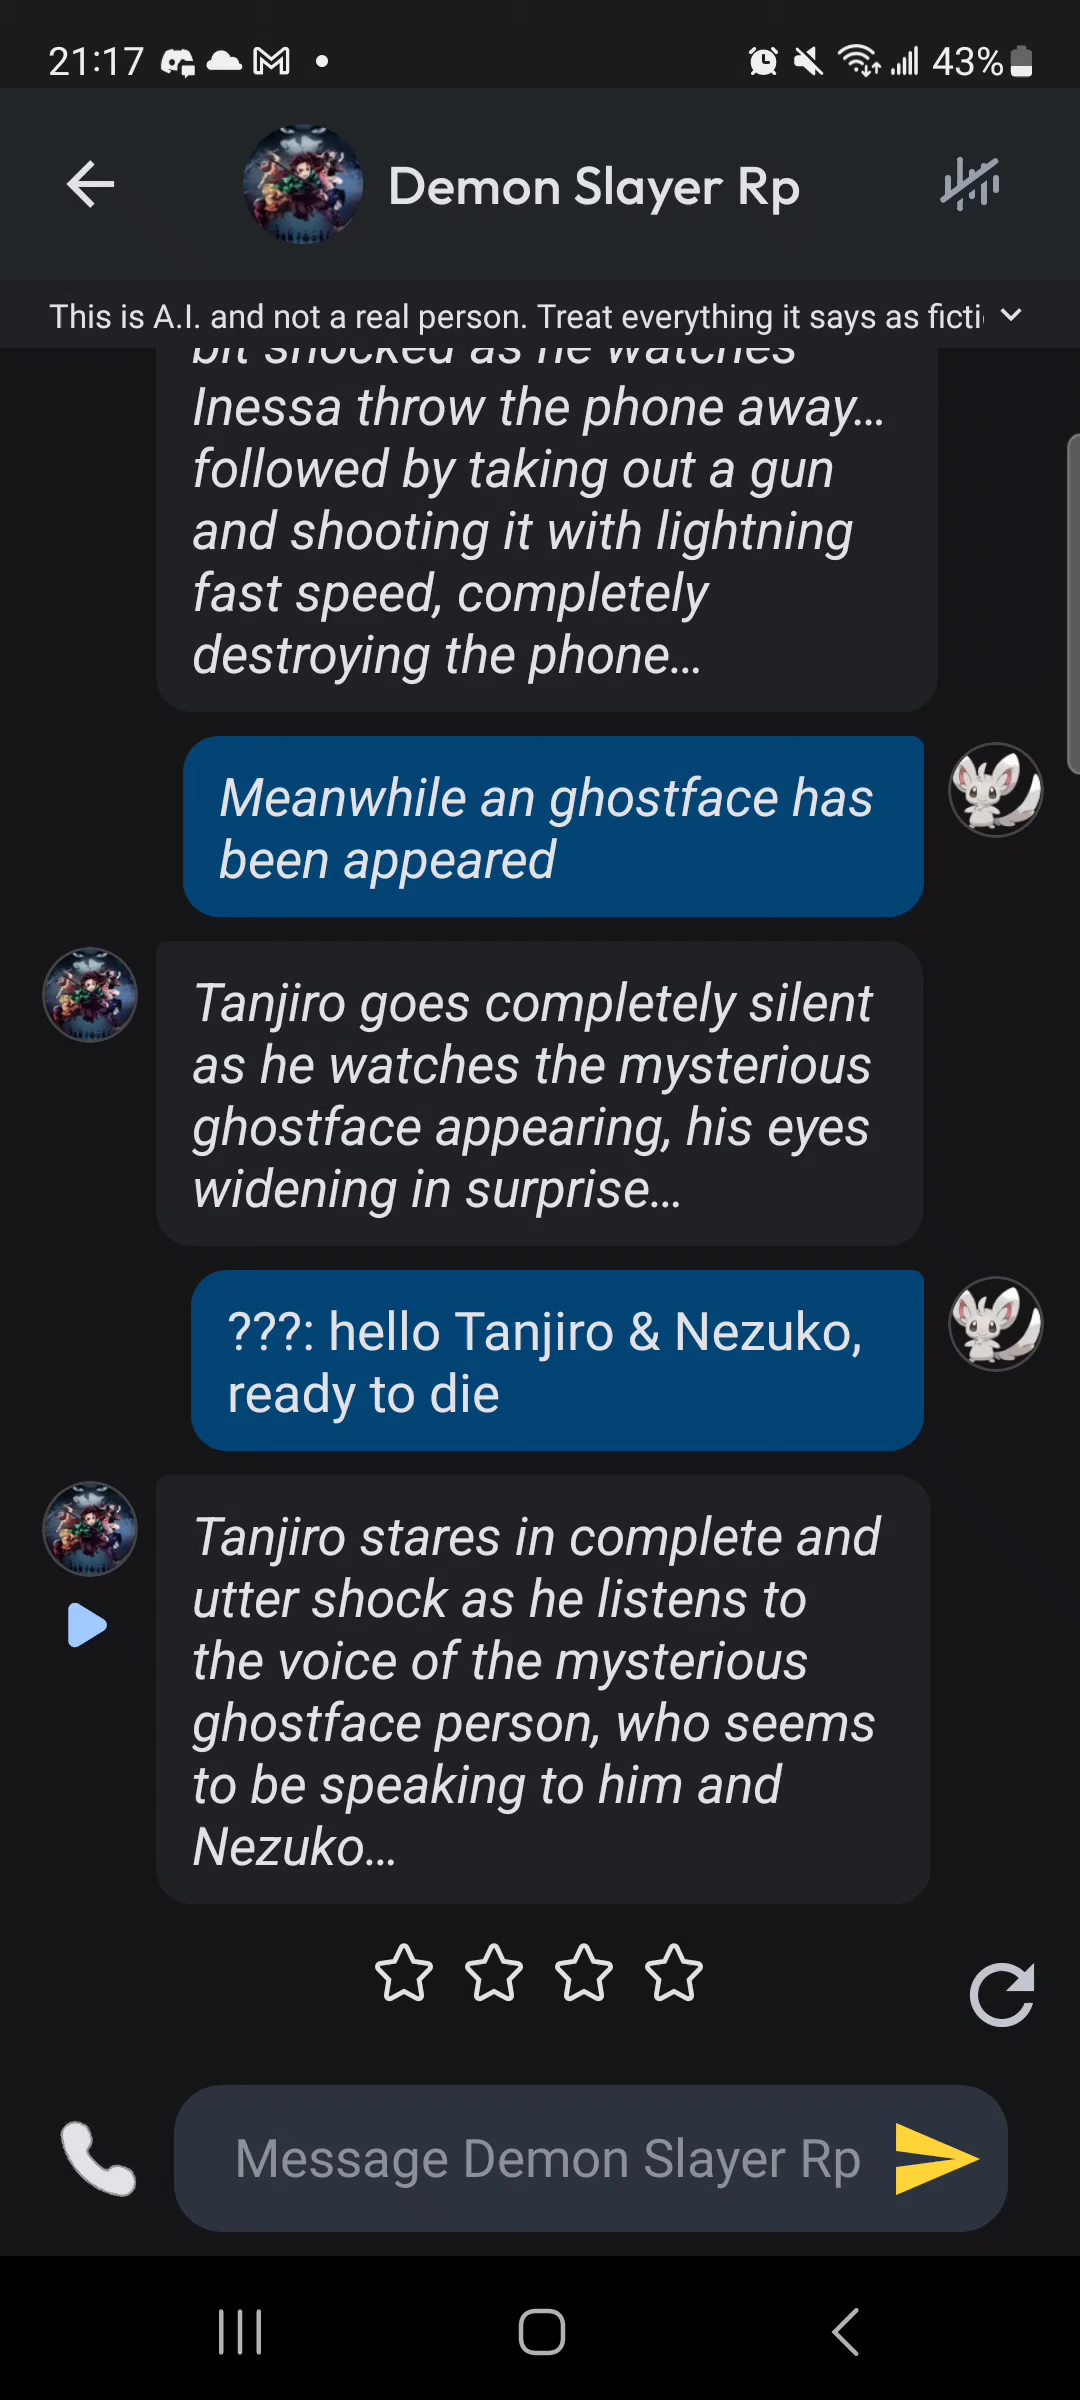 21:17
43%
Demon Slayer Rp
This is A.I. and not a real person. Treat everything it says as ficti
bit shocked as he watches
Inessa throw the phone away...
followed by taking out a gun
and shooting it with lightning
fast speed, completely
destroying the phone...
Meanwhile an ghostface has
been appeared
Tanjiro goes completely silent
as he watches the mysterious
ghostface appearing, his eyes
widening in surprise...
???: hello Tanjiro & Nezuko,
ready to die
Tanjiro stares in complete and
utter shock as he listens to
the voice of the mysterious
ghostface person, who seems
to be speaking to him and
Nezuko...
Message Demon Slayer Rp